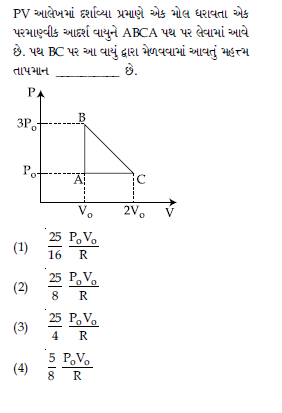 PV આલેખમાં દર્શાવ્યા પ્રમાણે એક મોલ ધરાવતા એક
પરમાણ્વીક આદર્શ વાયુને ABCA પથ પર લેવામાં આવે
છે. પથ BC પર આ વાયું દ્વારા મેળવવામાં આવતું મહત્તમ
તાપમાન __________ છે.
P
3P₀
B
P₀
A
C
V₀
2V₀
V
(1) 25/16 P₀V₀/R
(2) 25/8 P₀V₀/R
(3) 25/4 P₀V₀/R
(4) 5/8 P₀V₀/R